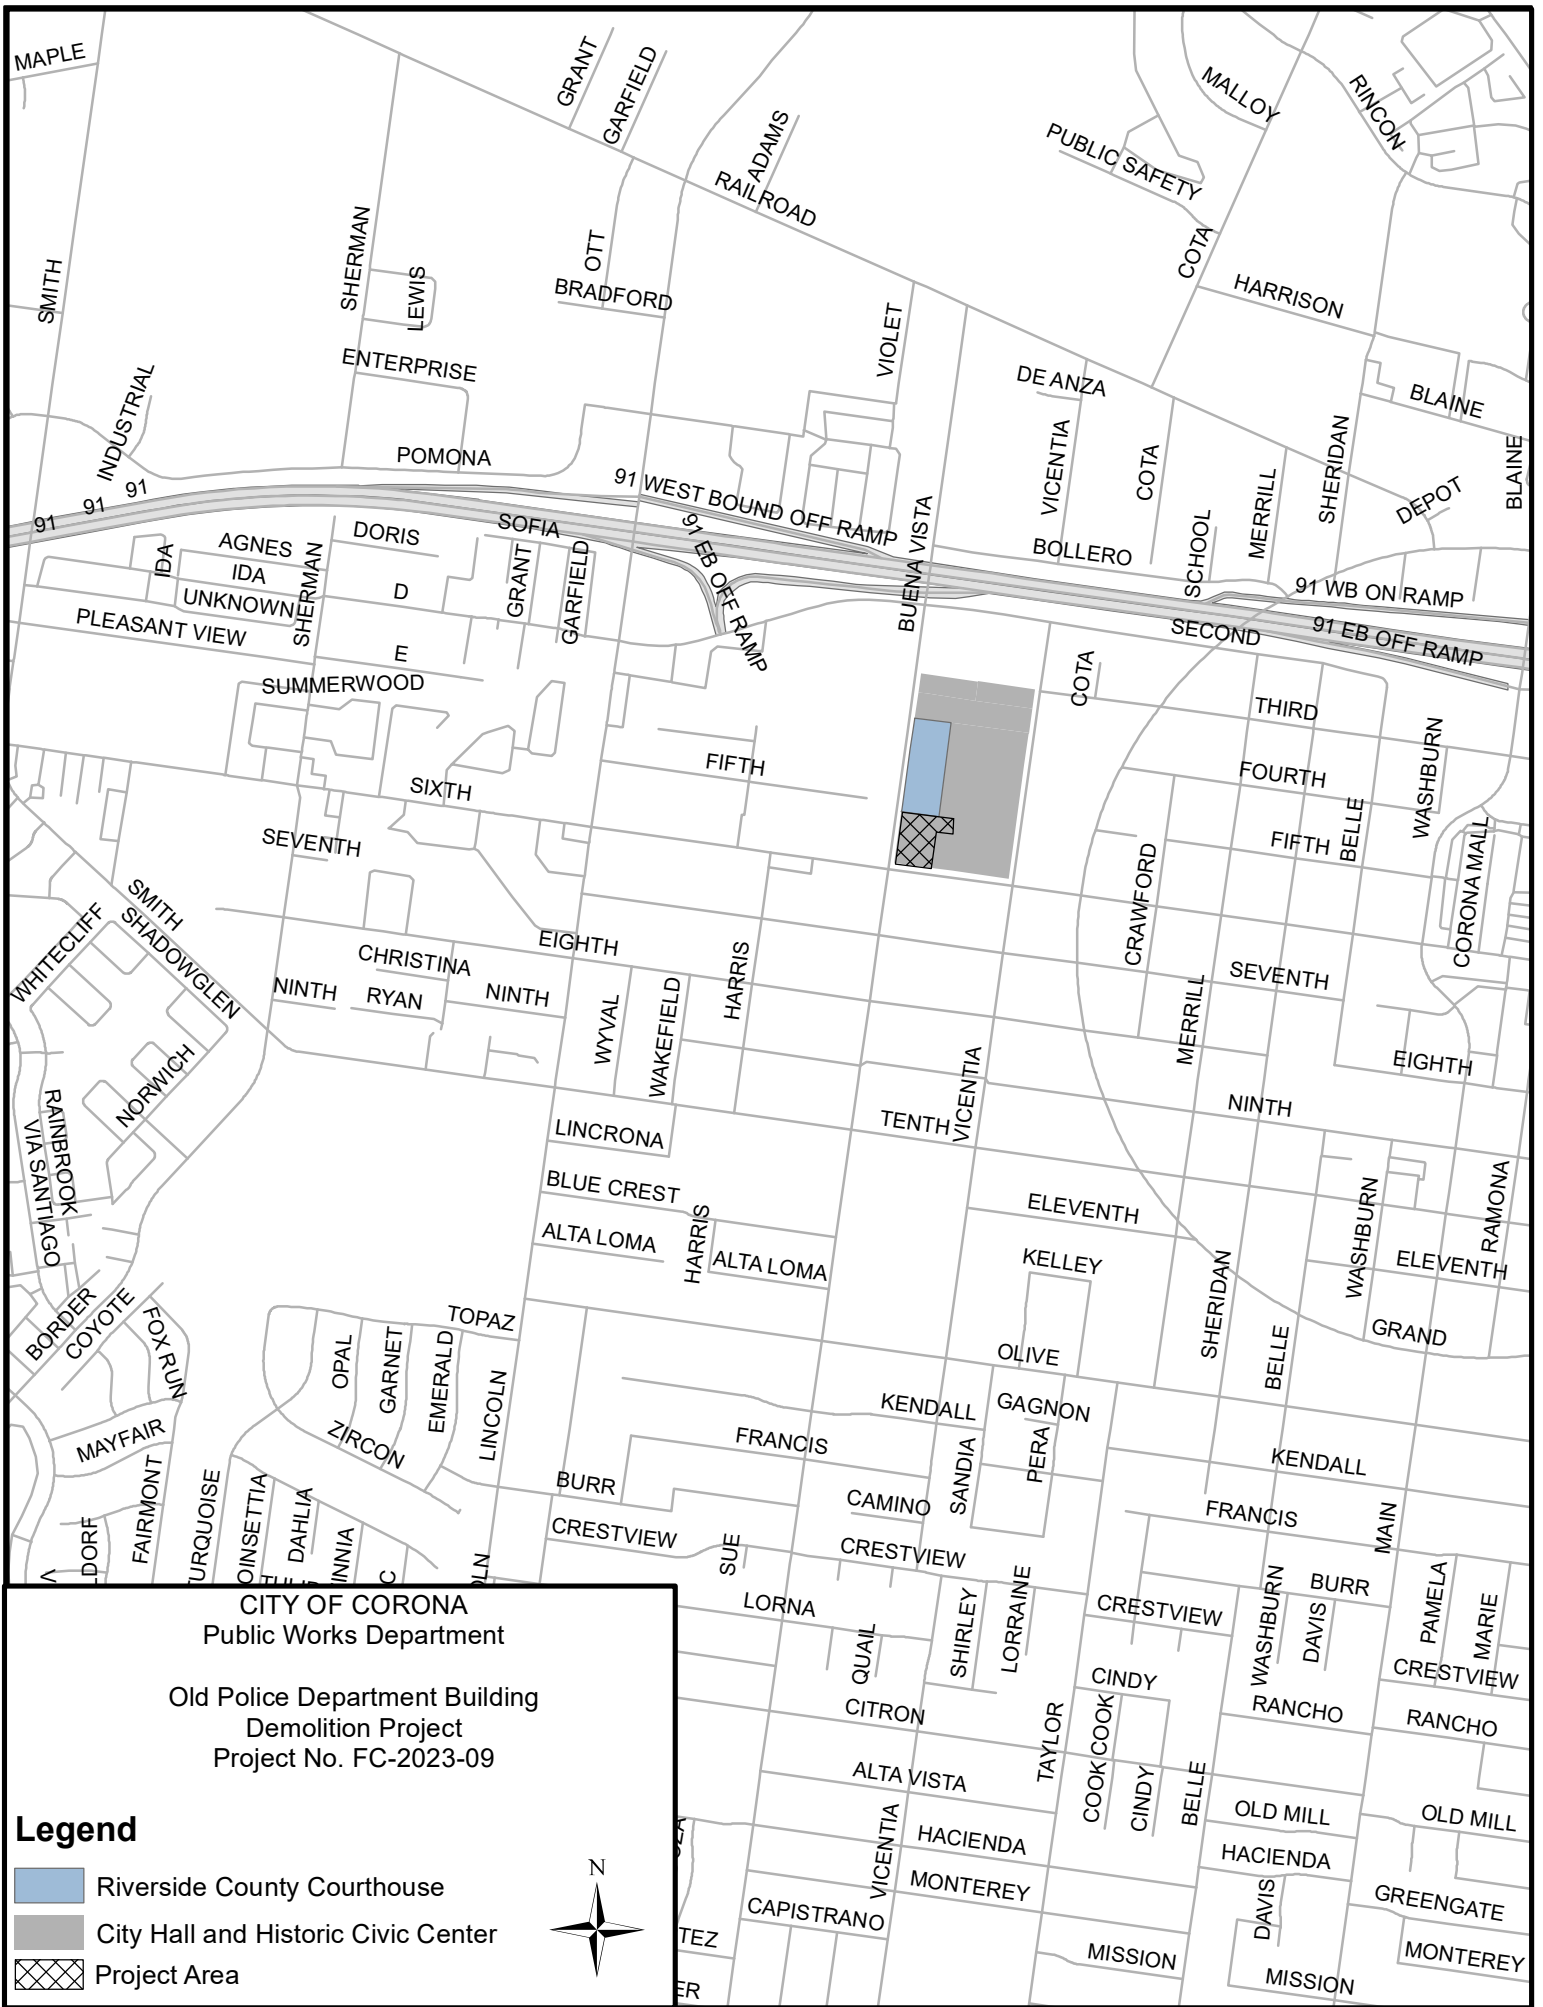 MAPLE
GRANT
GARFIELD
ADAMS
RAILROAD
MALLOY
RINCON
PUBLIC SAFETY
COTA
SMITH
SHERMAN
LEWIS
OTT
BRADFORD
HARRISON
VIOLET
ENTERPRISE
DE ANZA
BLAINE
INDUSTRIAL
POMONA
VICENTIA
COTA
MERRILL
SHERIDAN
BLAINE
DEPOT
91
91
91
91 WEST BOUND OFF RAMP
91 EB OFF RAMP
BUENA VISTA
BOLLERO
SCHOOL
91 WB ON RAMP
91 EB OFF RAMP
SECOND
IDA
AGNES
IDA
UNKNOWN
SHERMAN
DORIS
D
SOFIA
GRANT
GARFIELD
PLEASANT VIEW
E
SUMMERWOOD
COTA
THIRD
FIFTH
SIXTH
FOURTH
WASHBURN
SEVENTH
FIFTH
BELLE
CORONA MALL
CRAWFORD
SMITH
SHADOWGLEN
WHITECLIFF
EIGHTH
CHRISTINA
NINTH
RYAN
NINTH
HARRIS
WYVAL
WAKEFIELD
SEVENTH
MERRILL
EIGHTH
NORWICH
RAINBROOK
VIA SANTIAGO
VICENTIA
TENTH
NINTH
LINCRONA
BLUE CREST
ALTA LOMA
HARRIS
ALTA LOMA
ELEVENTH
KELLEY
WASHBURN
RAMONA
ELEVENTH
SHERIDAN
GRAND
BORDER
COYOTE
FOX RUN
TOPAZ
OPAL
GARNET
EMERALD
LINCOLN
ZIRCON
OLIVE
BELLE
MAYFAIR
KENDALL
GAGNON
FRANCIS
SANDIA
PERA
KENDALL
FAIRMONT
BURR
CAMINO
FRANCIS
MAIN
LDORF
TURQUOISE
OINSETTIA
DAHLIA
INNIA
C
OLN
CRESTVIEW
SUE
CRESTVIEW
LORNA
QUAIL
SHIRLEY
LORRAINE
CRESTVIEW
WASHBURN
BURR
DAVIS
PAMELA
MARIE
CRESTVIEW
CINDY
CITRON
TAYLOR
COOK
COOK
CINDY
BELLE
RANCHO
RANCHO
ALTA VISTA
OLD MILL
OLD MILL
VICENTIA
HACIENDA
HACIENDA
MONTEREY
GREENGATE
CAPISTRANO
DAVIS
MONTEREY
TEZ
MISSION
MISSION
ER
CITY OF CORONA
Public Works Department
Old Police Department Building
Demolition Project
Project No. FC-2023-09
Legend
Riverside County Courthouse
City Hall and Historic Civic Center
Project Area
N